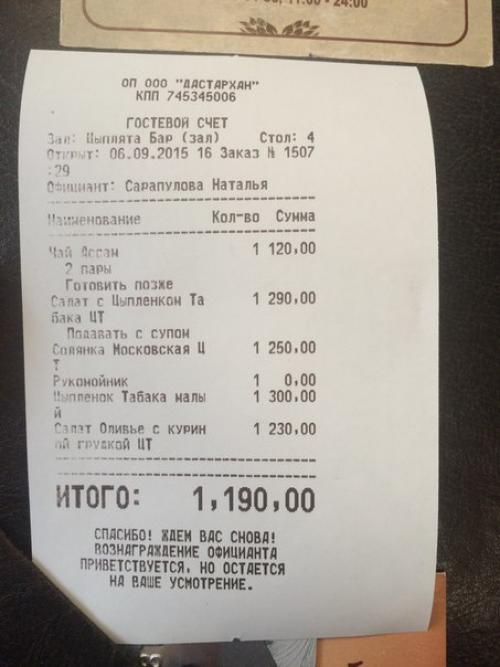 11:00 - 24:00
ОП ООО "ДАСТАРХАН"
КПП 745345006
ГОСТЕВОЙ СЧЕТ
Зал: Цыплята Бар (зал) Стол: 4
Открыт: 06.09.2015 16 Заказ № 1507
:29
Официант: Сарапулова Наталья
Наименование Кол-во Сумма
Чай Ассам 1 120,00
2 пары
Готовить позже
Салат с Цыпленком Та 1 290,00
бака ЦТ
Подавать с супом
Солянка Московская Ц 1 250,00
Т
Рукомойник 1 0,00
Цыпленок Табака малы 1 300,00
й
Салат Оливье с курин 1 230,00
ой грудкой ЦТ
ИТОГО: 1,190,00
СПАСИБО! ЖДЕМ ВАС СНОВА!
ВОЗНАГРАЖДЕНИЕ ОФИЦИАНТА
ПРИВЕТСТВУЕТСЯ, НО ОСТАЕТСЯ
НА ВАШЕ УСМОТРЕНИЕ.